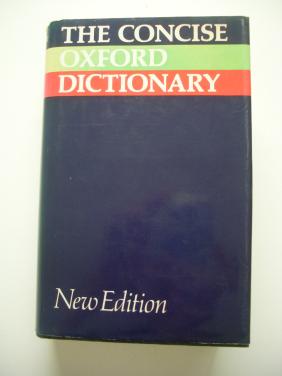 THE CONCISE
OXFORD
DICTIONARY
New Edition